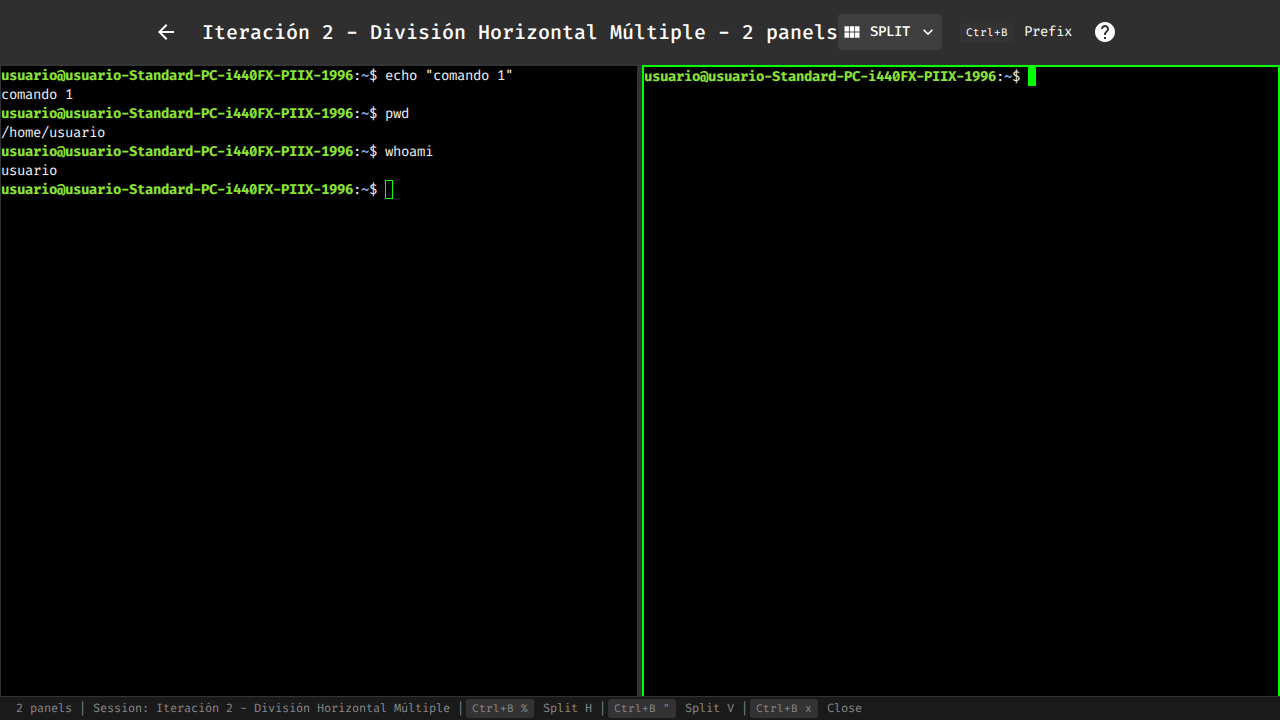 Iteración 2 - División Horizontal Múltiple - 2 panels
SPLIT
Ctrl+B Prefix
usuario@usuario-Standard-PC-i440FX-PIIX-1996:~$ echo "comando 1"
comando 1
usuario@usuario-Standard-PC-i440FX-PIIX-1996:~$ pwd
/home/usuario
usuario@usuario-Standard-PC-i440FX-PIIX-1996:~$ whoami
usuario
usuario@usuario-Standard-PC-i440FX-PIIX-1996:~$
usuario@usuario-Standard-PC-i440FX-PIIX-1996:~$
2 panels | Session: Iteración 2 - División Horizontal Múltiple | Ctrl+B % Split H | Ctrl+B " Split V | Ctrl+B x Close